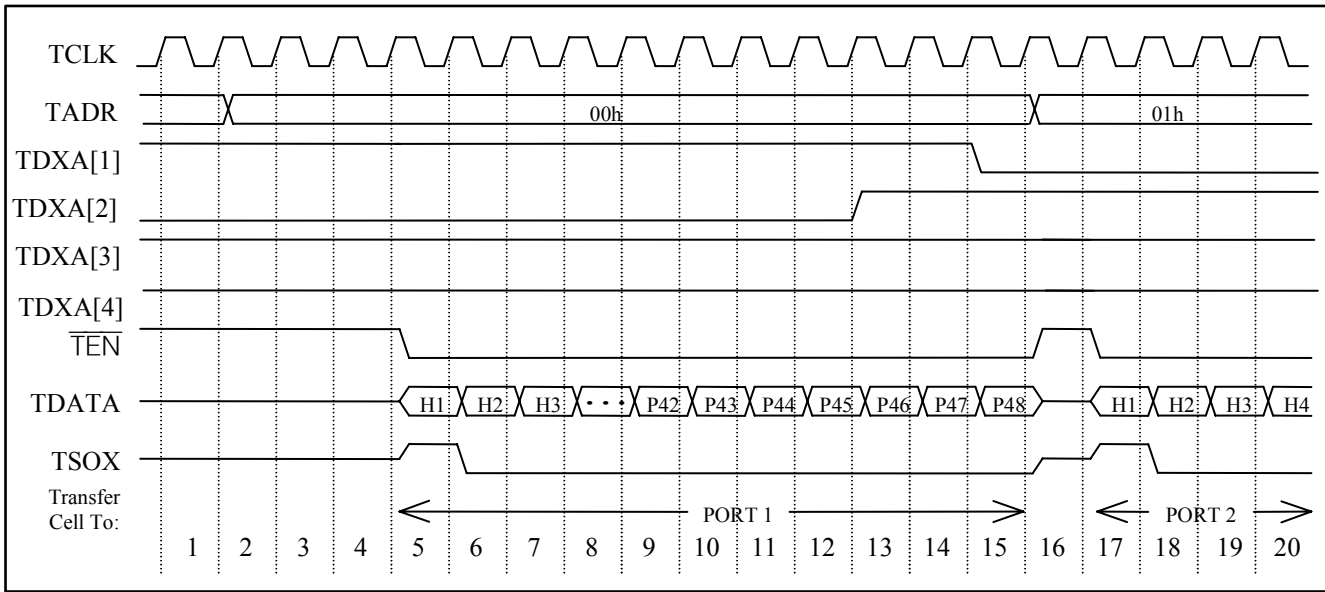 TCLK
TADR 00h 01h
TDXA[1]
TDXA[2]
TDXA[3]
TDXA[4]
TEN
TDATA H1 H2 H3 ··· P42 P43 P44 P45 P46 P47 P48 H1 H2 H3 H4
TSOX
Transfer
Cell To: PORT 1 PORT 2
1 2 3 4 5 6 7 8 9 10 11 12 13 14 15 16 17 18 19 20